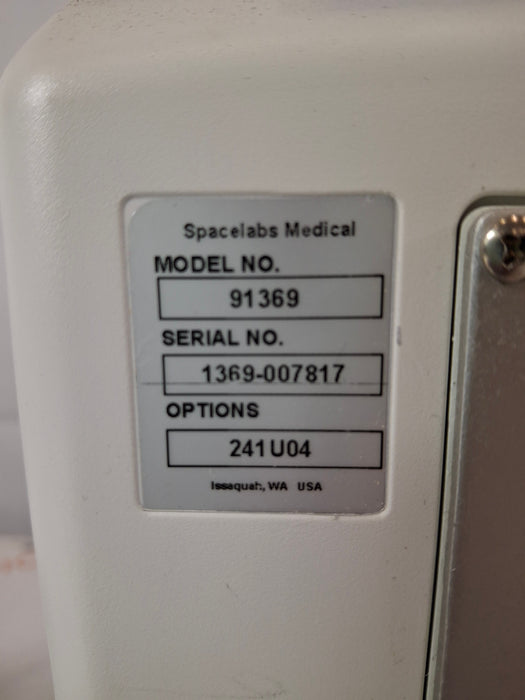 Spacelabs Medical
MODEL NO.
91369
SERIAL NO.
1369-007817
OPTIONS
241U04
Issaquah, WA USA